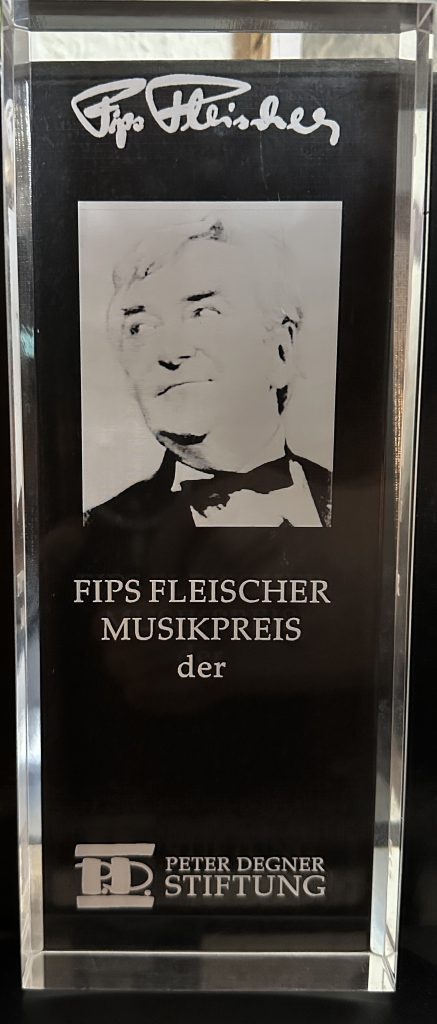 Fips Fleischer
FIPS FLEISCHER
MUSIKPREIS
der
P.D.
PETER DEGNER
STIFTUNG